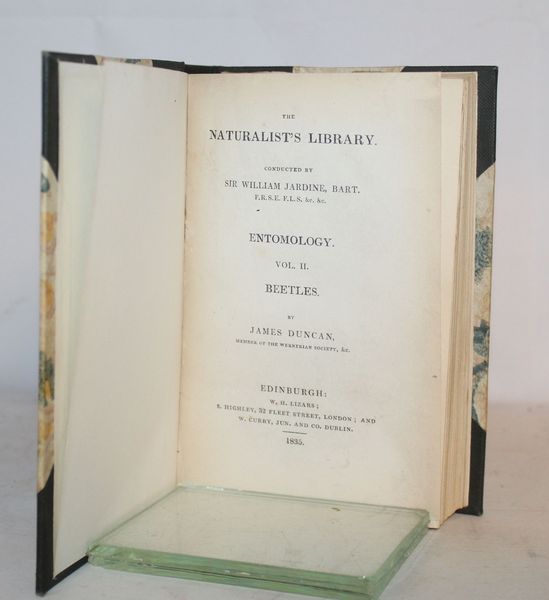 THE
NATURALIST'S LIBRARY.
CONDUCTED BY
SIR WILLIAM JARDINE, BART.
F.R.S.E. F.L.S. &c. &c.
ENTOMOLOGY.
VOL. II.
BEETLES.
BY
JAMES DUNCAN,
MEMBER OF THE WERNERIAN SOCIETY, &c.
EDINBURGH:
W. H. LIZARS;
S. HIGHLEY, 32 FLEET STREET, LONDON; AND
W. CURRY, JUN. AND CO. DUBLIN.
1835.